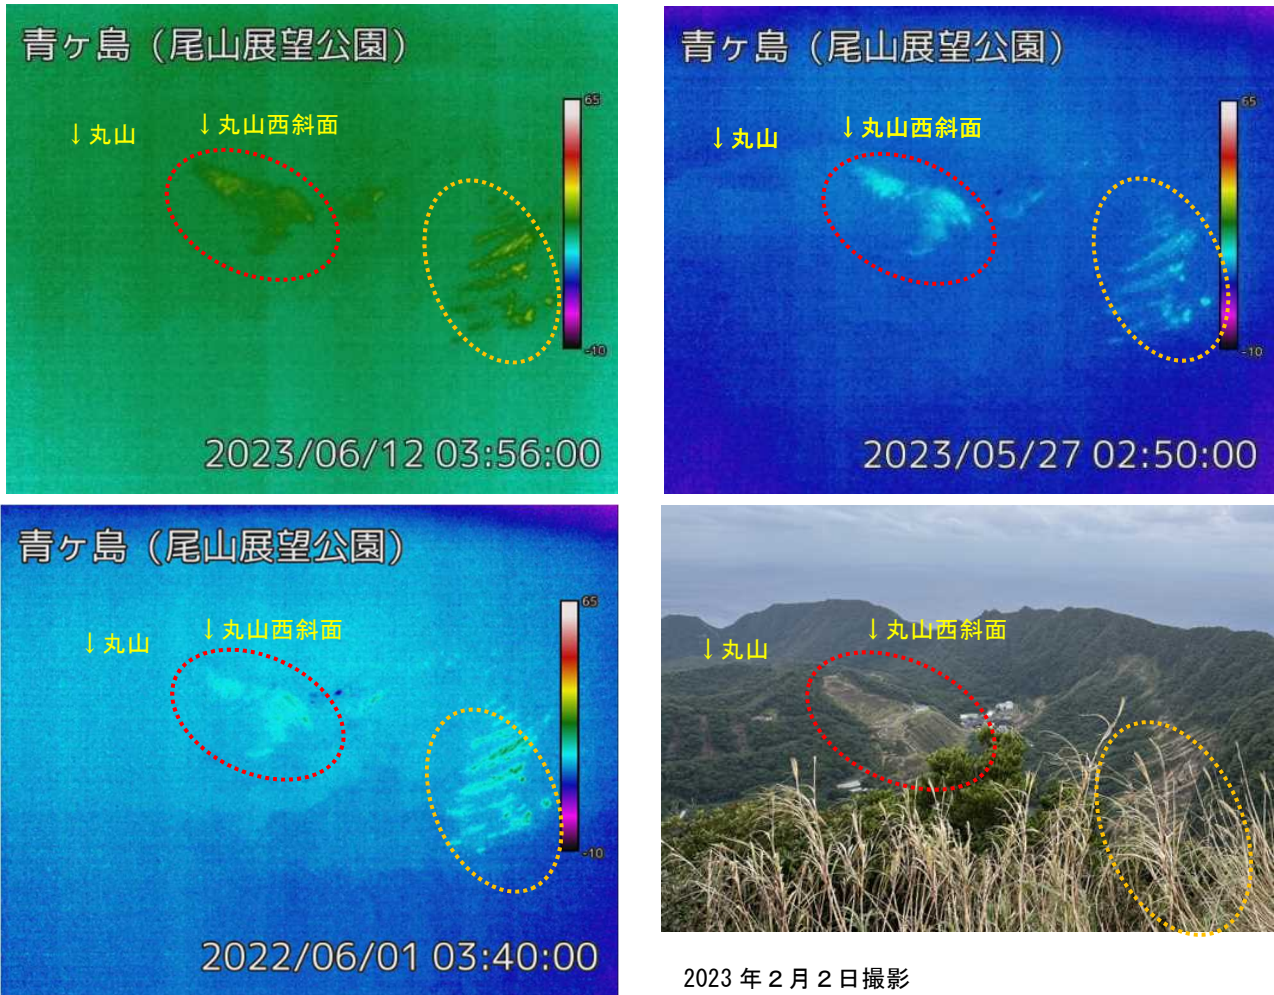 青ヶ島（尾山展望公園）
65
↓丸山
↓丸山西斜面
-10
2023/06/12 03:56:00
青ヶ島（尾山展望公園）
65
↓丸山
↓丸山西斜面
-10
2023/05/27 02:50:00
青ヶ島（尾山展望公園）
65
↓丸山
↓丸山西斜面
-10
2022/06/01 03:40:00
↓丸山
↓丸山西斜面
2023年２月２日撮影